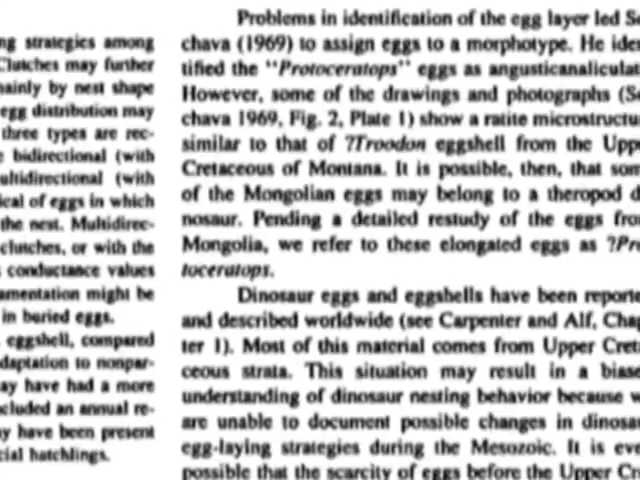 ng strategies among
Clutches may further
mainly by nest shape
egg distribution may
three types are rec-
bidirectional (with
ultidirectional (with
ical of eggs in which
the nest. Multidirec-
clutches, or with the
conductance values
amentation might be
in buried eggs.
eggshell, compared
daptation to nonpar-
ay have had a more
cluded an annual re-
y have been present
cial hatchlings.
Problems in identification of the egg layer led So
chava (1969) to assign eggs to a morphotype. He iden
tified the "Protoceratops" eggs as angusticanaliculat
However, some of the drawings and photographs (So
chava 1969, Fig. 2, Plate 1) show a ratite microstructu
similar to that of ?Troodon eggshell from the Uppe
Cretaceous of Montana. It is possible, then, that som
of the Mongolian eggs may belong to a theropod d
nosaur. Pending a detailed restudy of the eggs fro
Mongolia, we refer to these elongated eggs as ?Pro
toceratops.
Dinosaur eggs and eggshells have been reporte
and described worldwide (see Carpenter and Alf, Chap
ter 1). Most of this material comes from Upper Creta
ceous strata. This situation may result in a biase
understanding of dinosaur nesting behavior because w
are unable to document possible changes in dinosau
egg-laying strategies during the Mesozoic. It is eve
possible that the scarcity of eggs before the Upper Cre